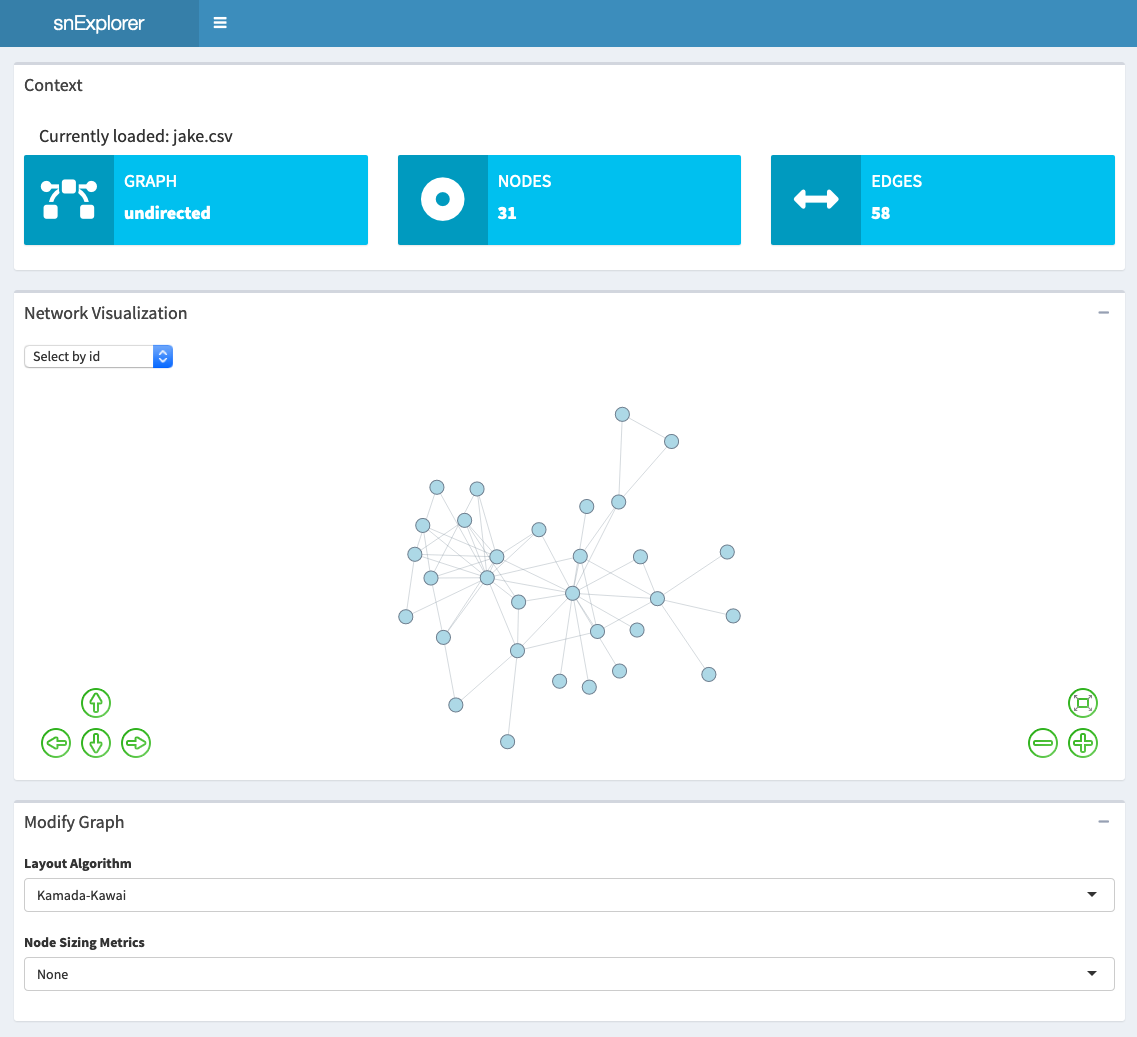 snExplorer
Context
Currently loaded: jake.csv
GRAPH
undirected
NODES
31
EDGES
58
Network Visualization
Select by id
Modify Graph
Layout Algorithm
Kamada-Kawai
Node Sizing Metrics
None